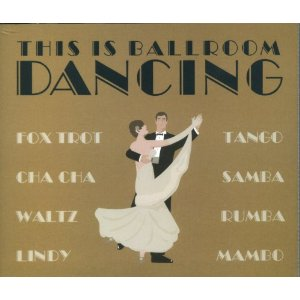 THIS IS BALLROOM
DANCING
FOX TROT
TANGO
CHA CHA
SAMBA
WALTZ
RUMBA
LINDY
MAMBO